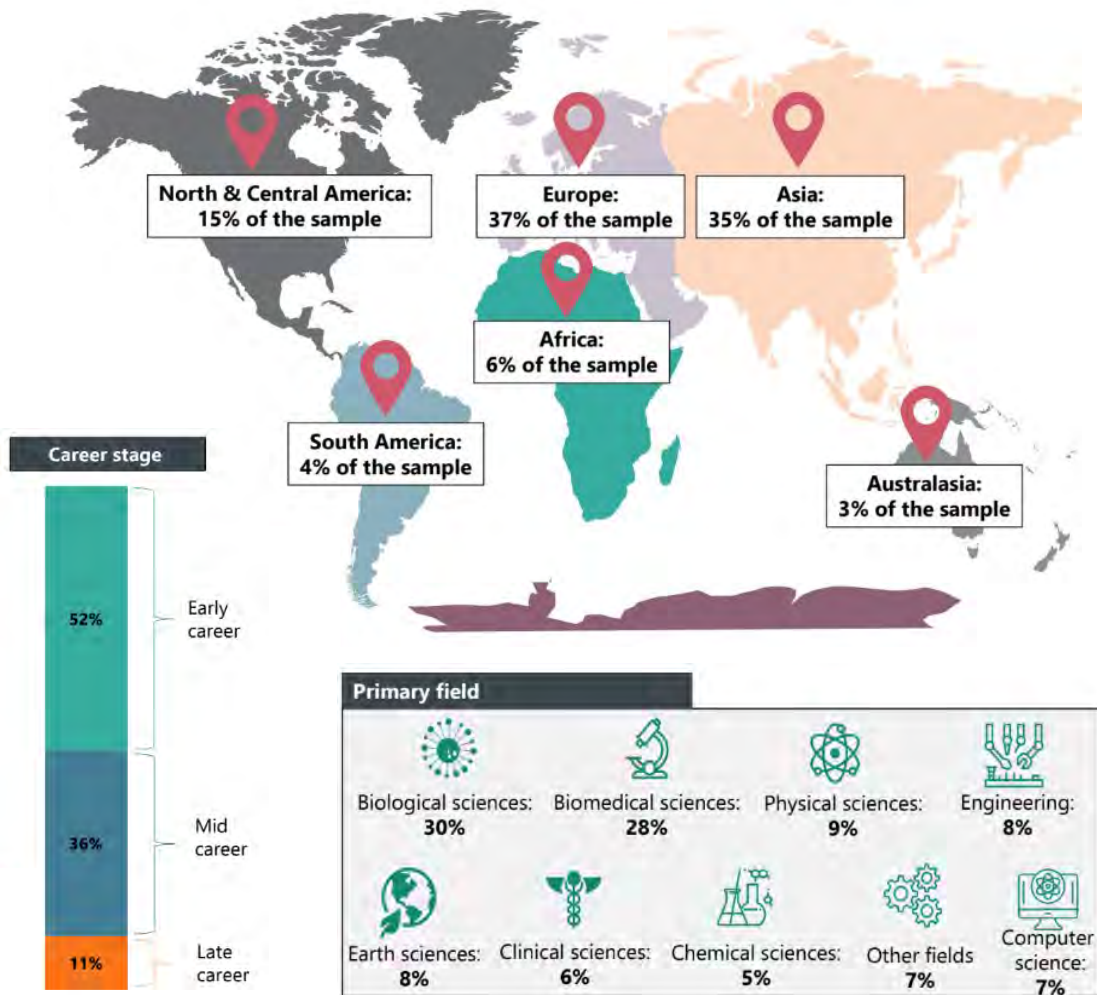 North & Central America:
15% of the sample
Europe:
37% of the sample
Asia:
35% of the sample
Africa:
6% of the sample
South America:
4% of the sample
Australasia:
3% of the sample
Career stage
52%
Early
career
36%
Mid
career
11%
Late
career
Primary field
Biological sciences:
30%
Biomedical sciences:
28%
Physical sciences:
9%
Engineering:
8%
Earth sciences:
8%
Clinical sciences:
6%
Chemical sciences:
5%
Other fields
7%
Computer
science:
7%